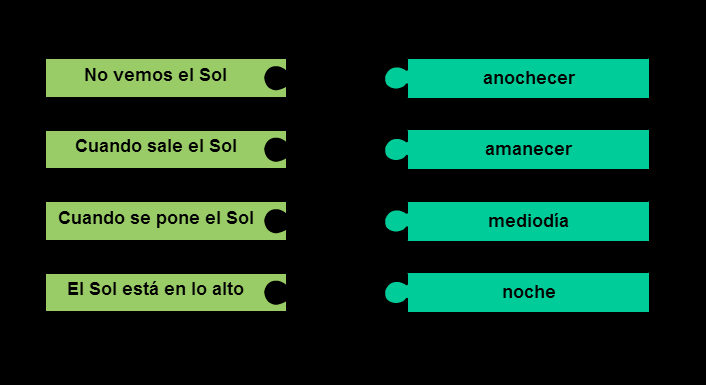 No vemos el Sol
anochecer
Cuando sale el Sol
amanecer
Cuando se pone el Sol
mediodía
El Sol está en lo alto
noche